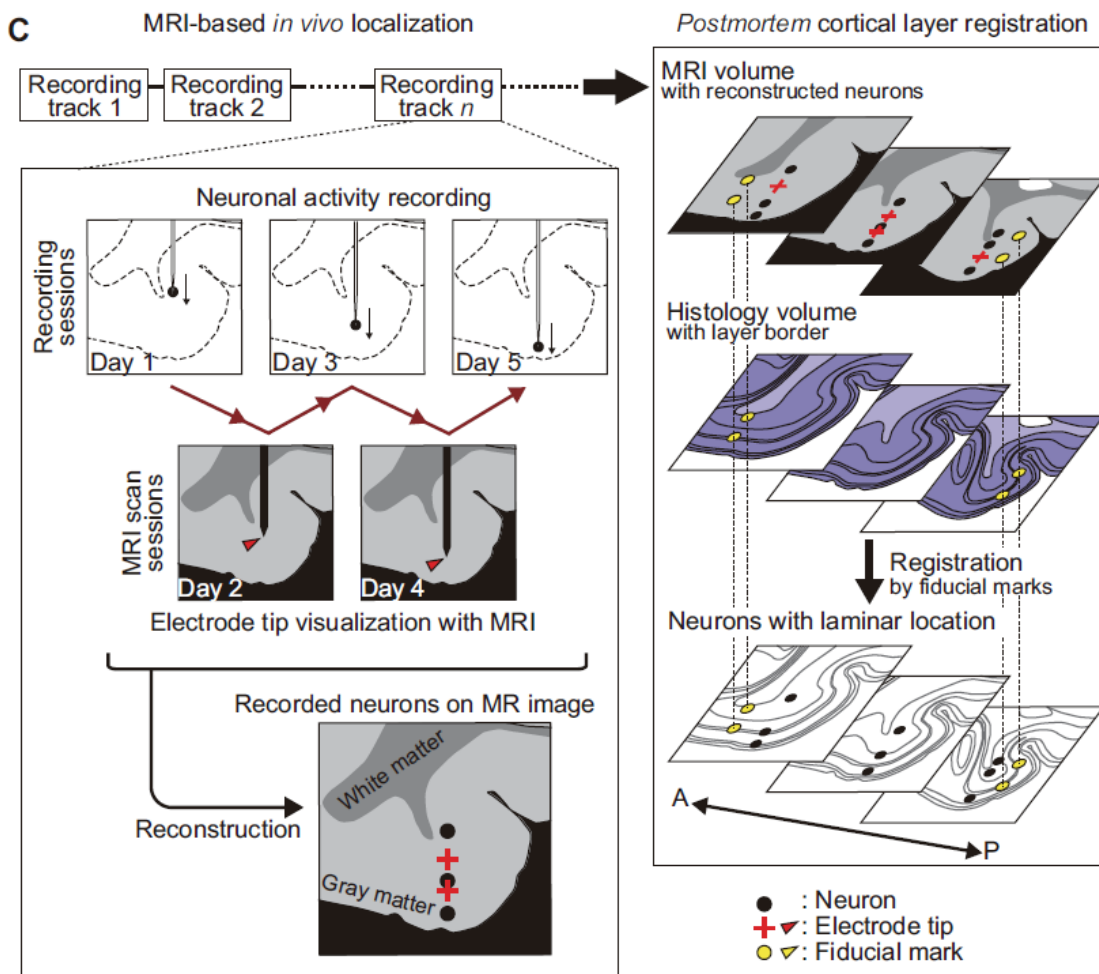 C
MRI-based in vivo localization
Recording
track 1
Recording
track 2
Recording
track n
Neuronal activity recording
Recording
sessions
Day 1
Day 3
Day 5
MRI scan
sessions
Day 2
Day 4
Electrode tip visualization with MRI
Recorded neurons on MR image
Reconstruction
White matter
Gray matter
Postmortem cortical layer registration
MRI volume
with reconstructed neurons
Histology volume
with layer border
Registration
by fiducial marks
Neurons with laminar location
A
P
: Neuron
: Electrode tip
: Fiducial mark